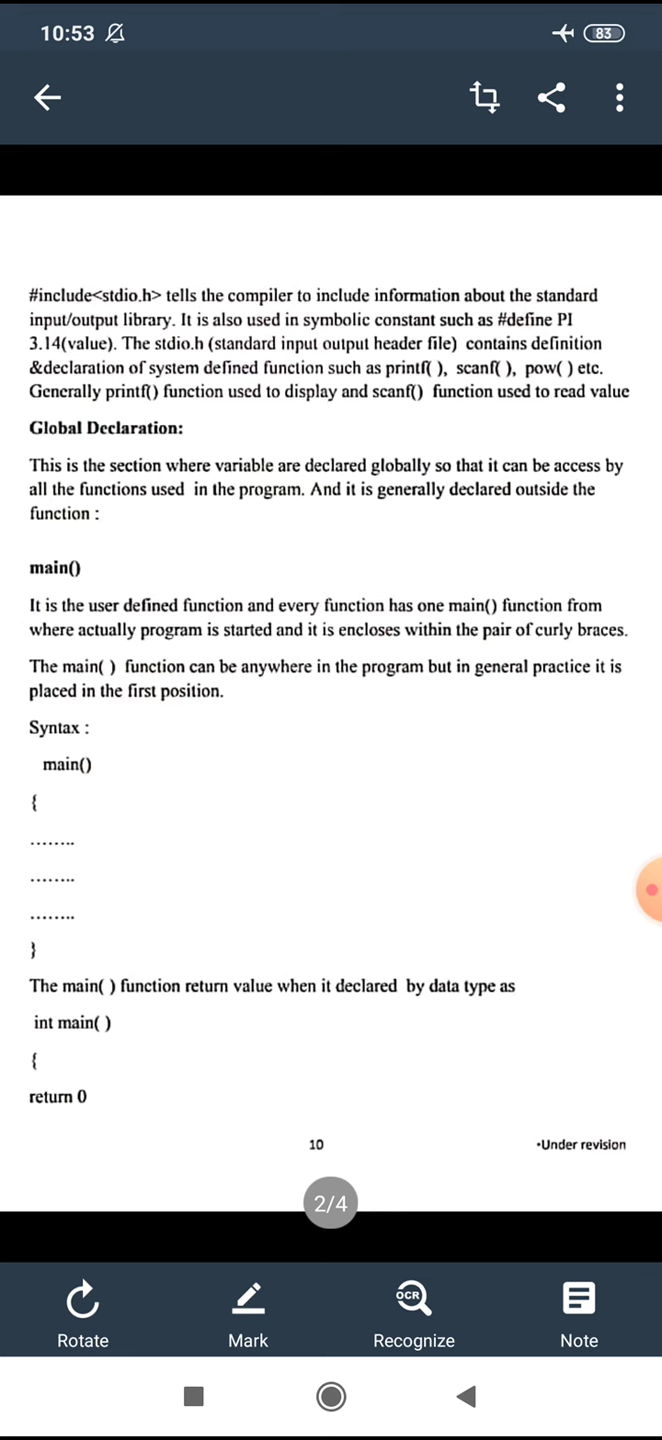 10:53
83
#include<stdio.h> tells the compiler to include information about the standard
input/output library. It is also used in symbolic constant such as #define PI
3.14(value). The stdio.h (standard input output header file) contains definition
&declaration of system defined function such as printf( ), scanf( ), pow( ) etc.
Generally printf() function used to display and scanf() function used to read value
Global Declaration:
This is the section where variable are declared globally so that it can be access by
all the functions used in the program. And it is generally declared outside the
function :
main()
It is the user defined function and every function has one main() function from
where actually program is started and it is encloses within the pair of curly braces.
The main( ) function can be anywhere in the program but in general practice it is
placed in the first position.
Syntax :
main()
{
........
........
........
}
The main( ) function return value when it declared by data type as
int main( )
{
return 0
10
•Under revision
2/4
OCR
Rotate
Mark
Recognize
Note